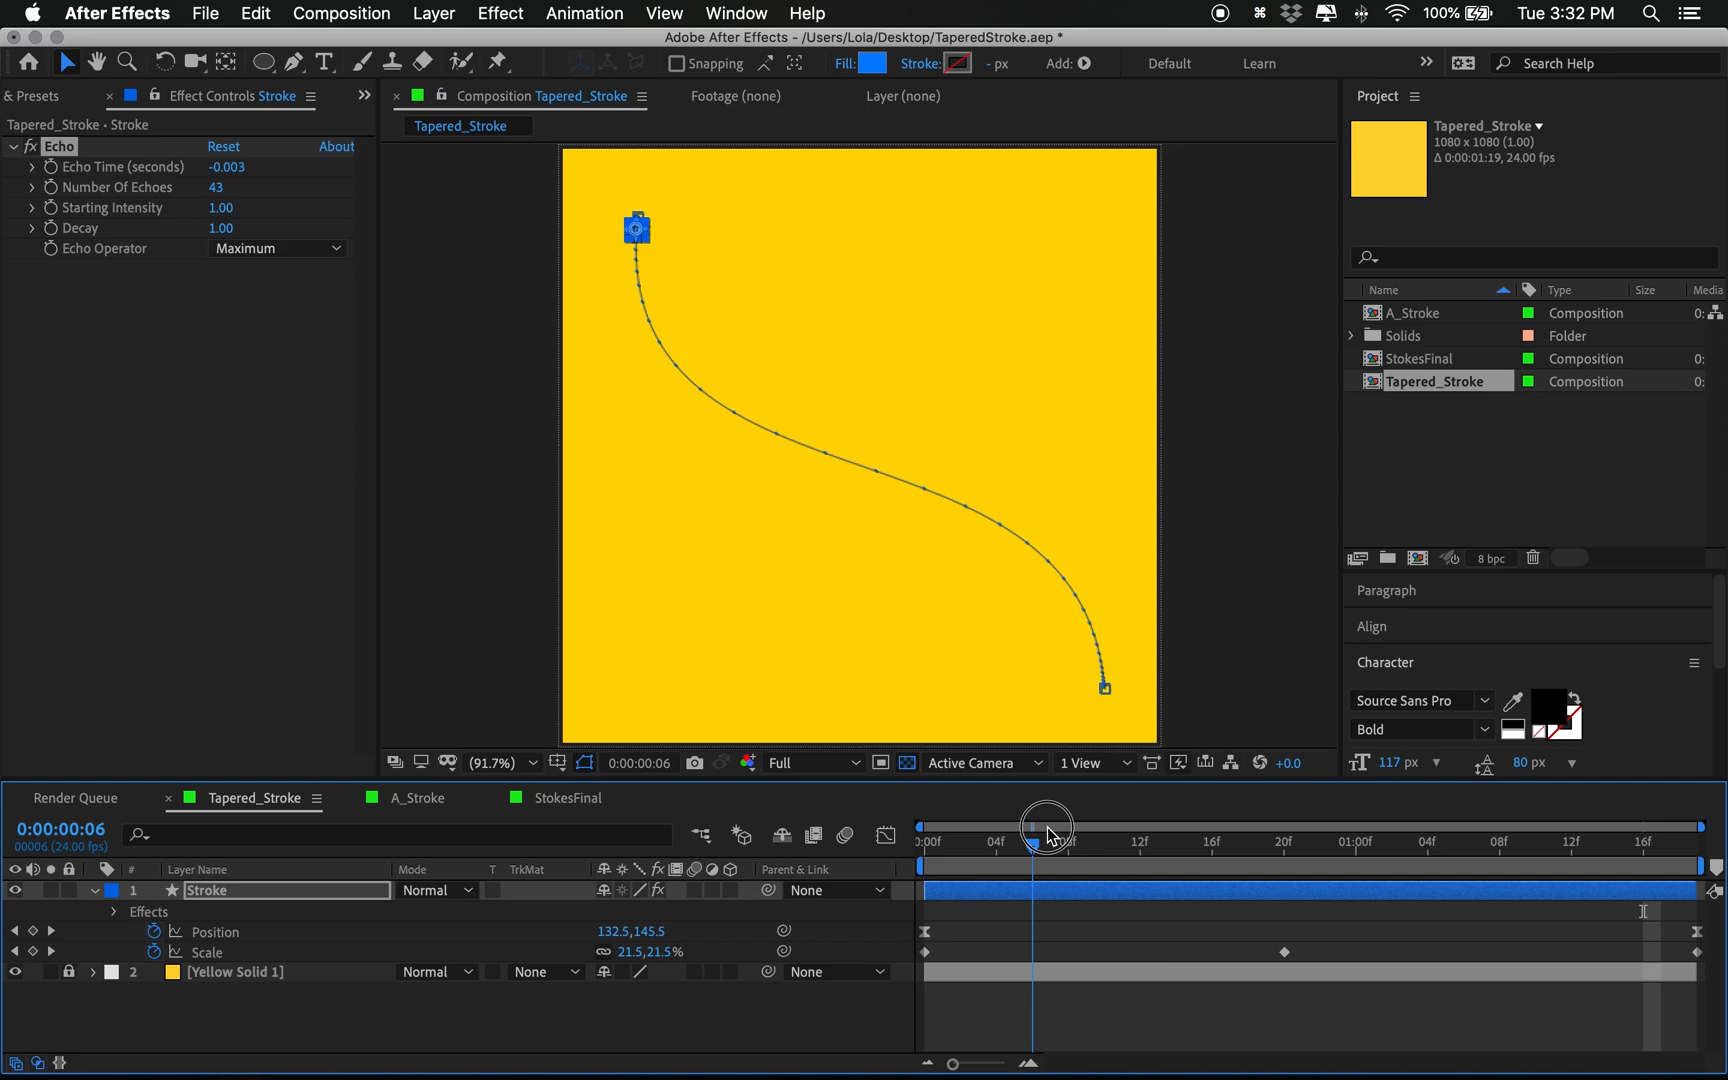 After Effects File Edit Composition Layer Effect Animation View Window Help 100% Tue 3:32 PM
Adobe After Effects - /Users/Lola/Desktop/TaperedStroke.aep *
Snapping Fill: Stroke: - px Add: Default Learn Search Help
& Presets Effect Controls Stroke
Composition Tapered_Stroke Footage (none) Layer (none)
Project
Tapered_Stroke • Stroke
Tapered_Stroke
Tapered_Stroke
1080 x 1080 (1.00)
Δ 0:00:01:19, 24.00 fps
fx Echo Reset About
Echo Time (seconds) -0.003
Number Of Echoes 43
Starting Intensity 1.00
Decay 1.00
Echo Operator Maximum
Name Type Size Media
A_Stroke Composition 0:
Solids Folder
StokesFinal Composition 0:
Tapered_Stroke Composition 0:
8 bpc
Paragraph
Align
Character
Source Sans Pro
Bold
117 px 80 px
(91.7%) 0:00:00:06 Full Active Camera 1 View +0.0
Render Queue Tapered_Stroke A_Stroke StokesFinal
0:00:00:06
00006 (24.00 fps)
0:00f 04f 08f 12f 16f 20f 01:00f 04f 08f 12f 16f
# Layer Name Mode T TrkMat fx Parent & Link
1 Stroke Normal fx None
Effects
Position 132.5,145.5
Scale 21.5,21.5%
2 [Yellow Solid 1] Normal None None